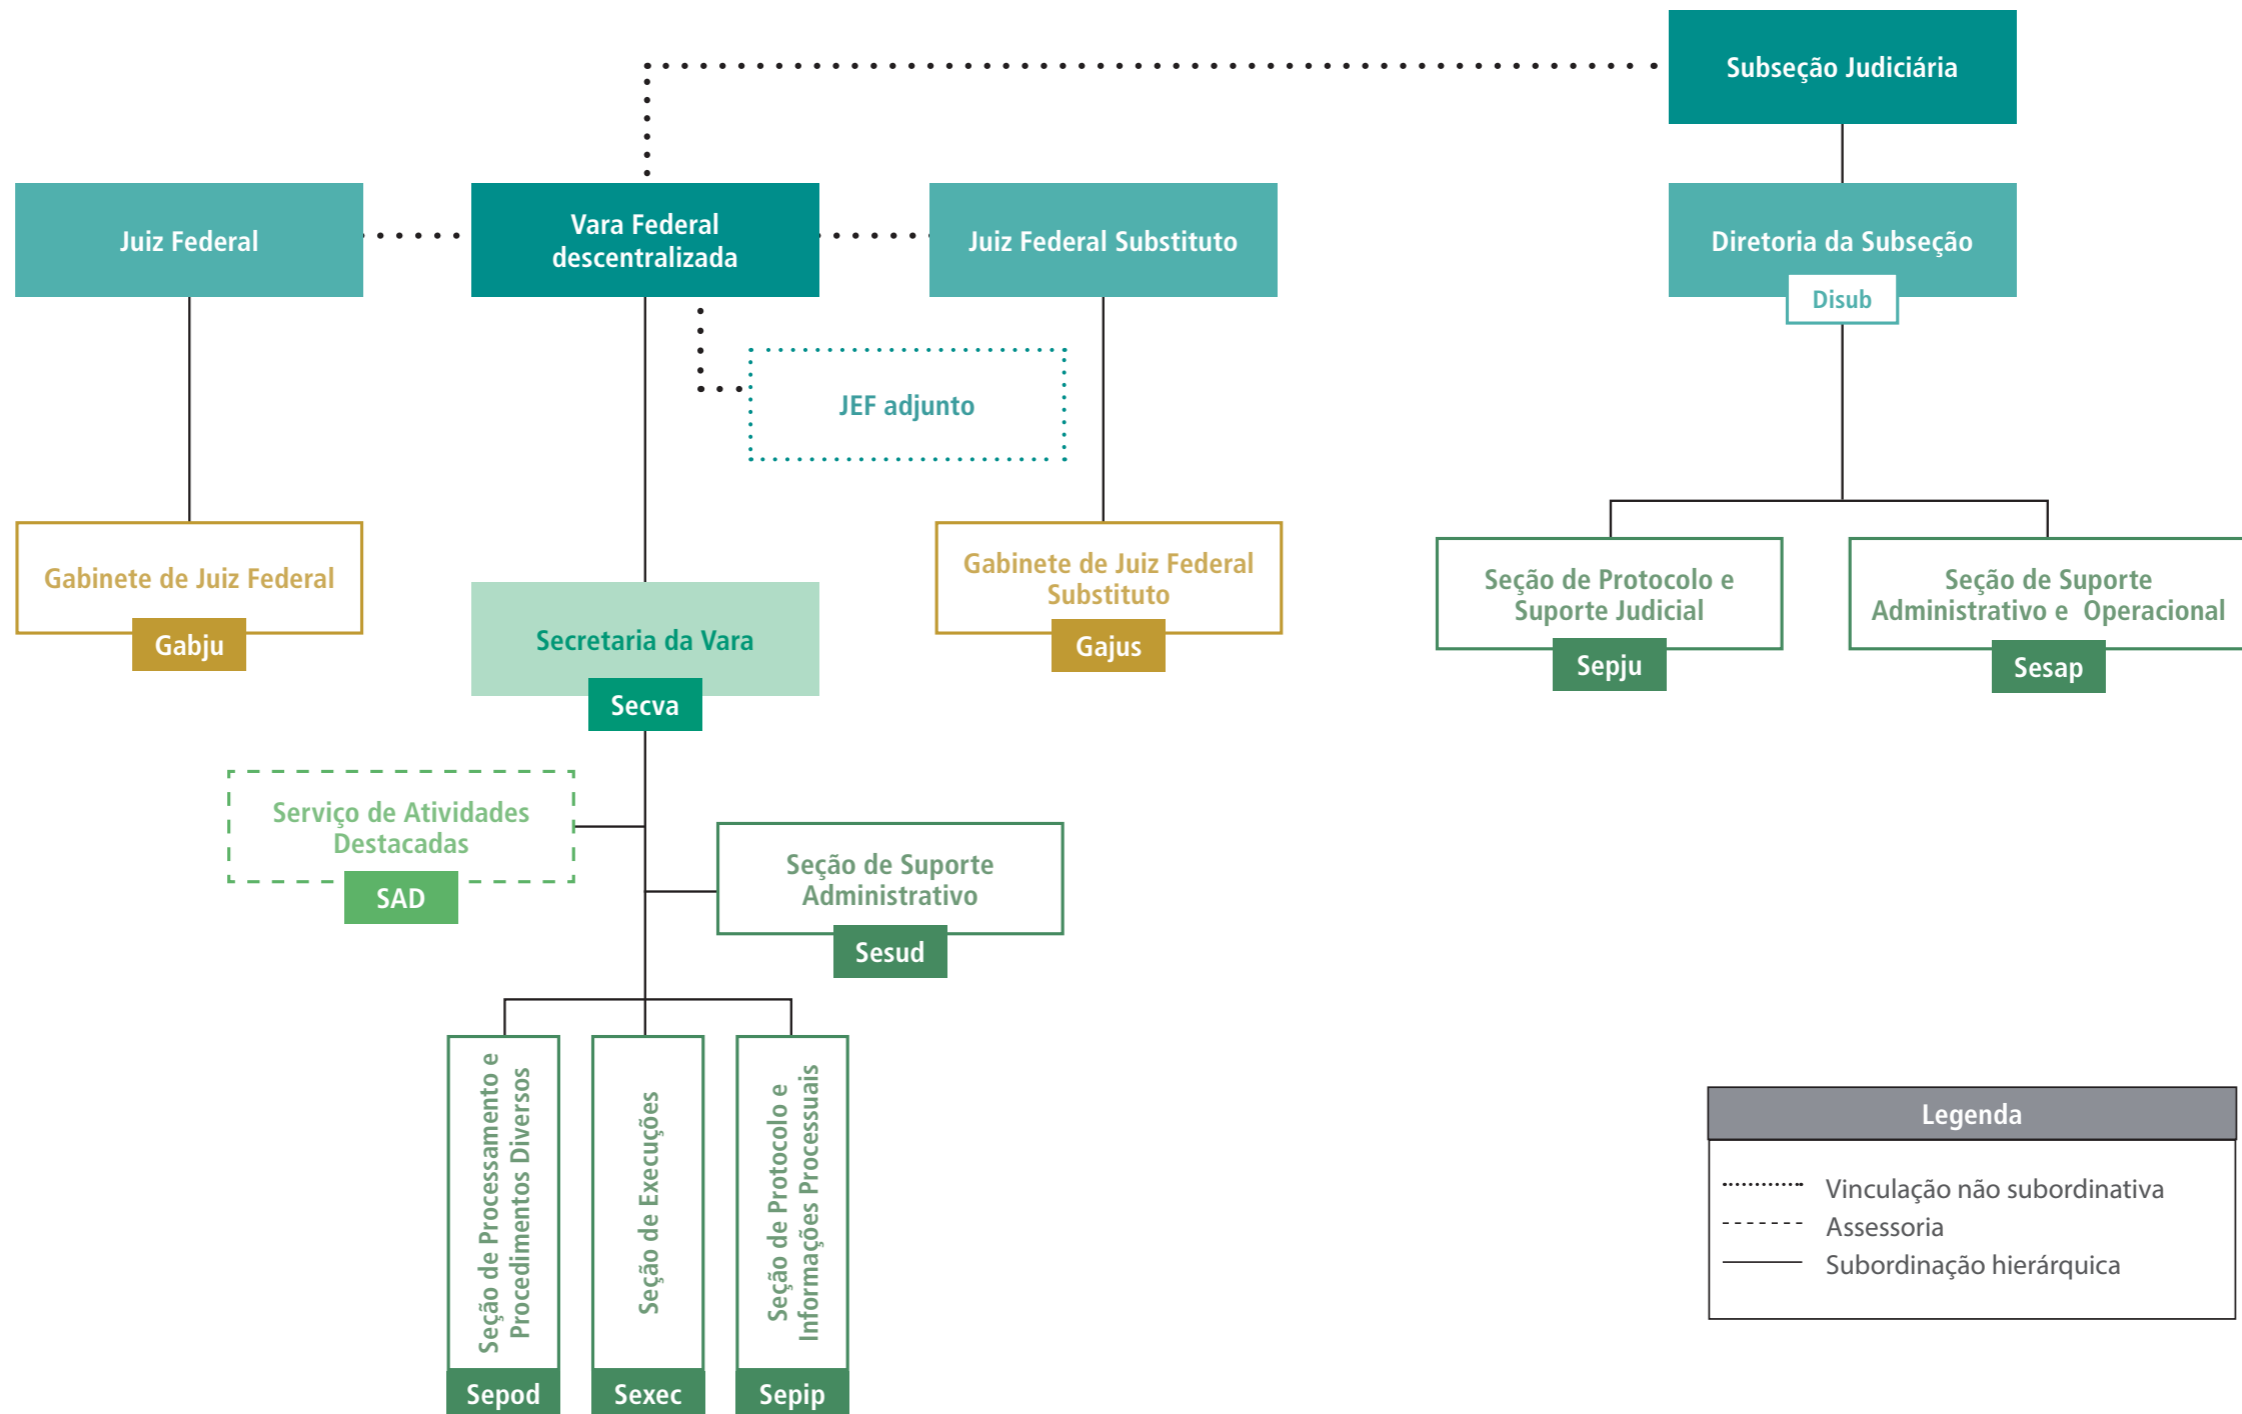 Subseção Judiciária
Juiz Federal
Vara Federal
descentralizada
Juiz Federal Substituto
Diretoria da Subseção
Disub
JEF adjunto
Gabinete de Juiz Federal
Gabju
Secretaria da Vara
Secva
Gabinete de Juiz Federal
Substituto
Gajus
Seção de Protocolo e
Suporte Judicial
Sepju
Seção de Suporte
Administrativo e Operacional
Sesap
Serviço de Atividades
Destacadas
SAD
Seção de Suporte
Administrativo
Sesud
Seção de Processamento e
Procedimentos Diversos
Sepod
Seção de Execuções
Sexec
Seção de Protocolo e
Informações Processuais
Sepip
Legenda
Vinculação não subordinativa
Assessoria
Subordinação hierárquica